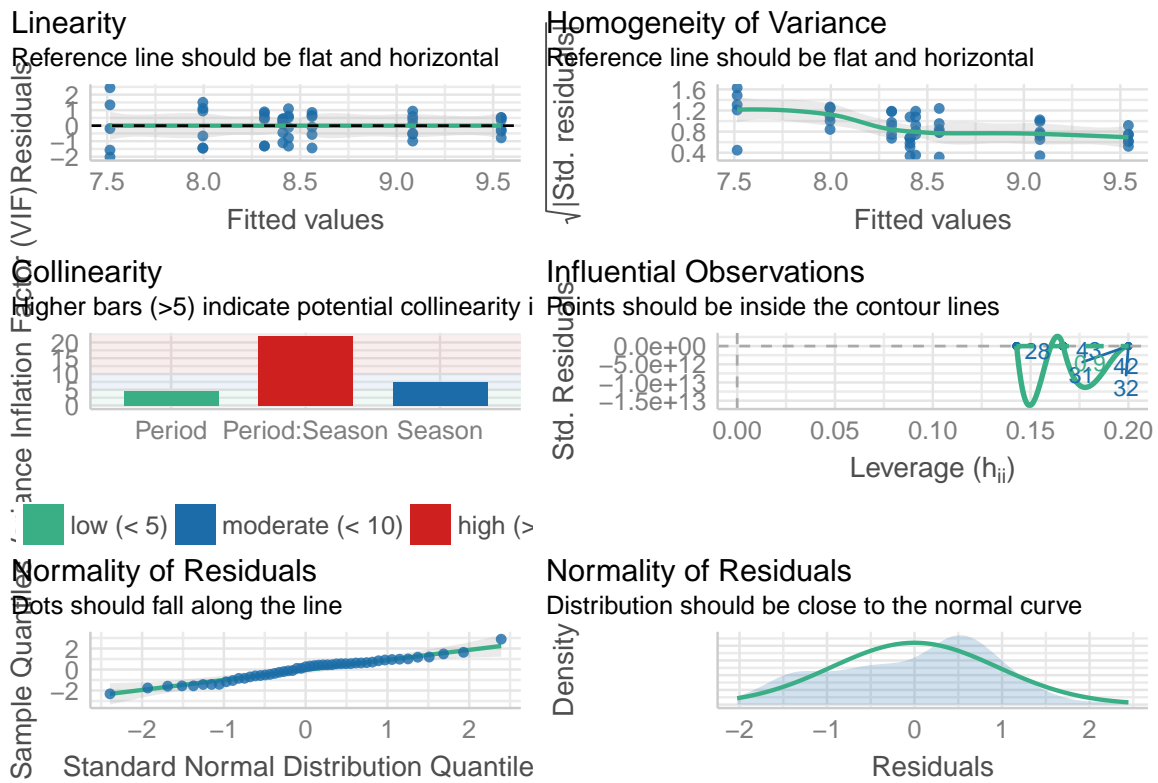 Linearity
Reference line should be flat and horizontal
Residuals
2
1
0
−1
−2
7.5 8.0 8.5 9.0 9.5
Fitted values
Homogeneity of Variance
Reference line should be flat and horizontal
√|Std. residuals|
1.6
1.2
0.8
0.4
7.5 8.0 8.5 9.0 9.5
Fitted values
Collinearity
Higher bars (>5) indicate potential collinearity i
Variance Inflation Factor (VIF)
20
15
10
5
0
Period Period:Season Season
low (< 5) moderate (< 10) high (>
Influential Observations
Points should be inside the contour lines
Std. Residuals
0.0e+00
−5.0e+12
−1.0e+13
−1.5e+13
28 43
0.9
31 42
32
0.00 0.05 0.10 0.15 0.20
Leverage (hii)
Normality of Residuals
Dots should fall along the line
Sample Quantiles
2
0
−2
−2 −1 0 1 2
Standard Normal Distribution Quantile
Normality of Residuals
Distribution should be close to the normal curve
Density
−2 −1 0 1 2
Residuals